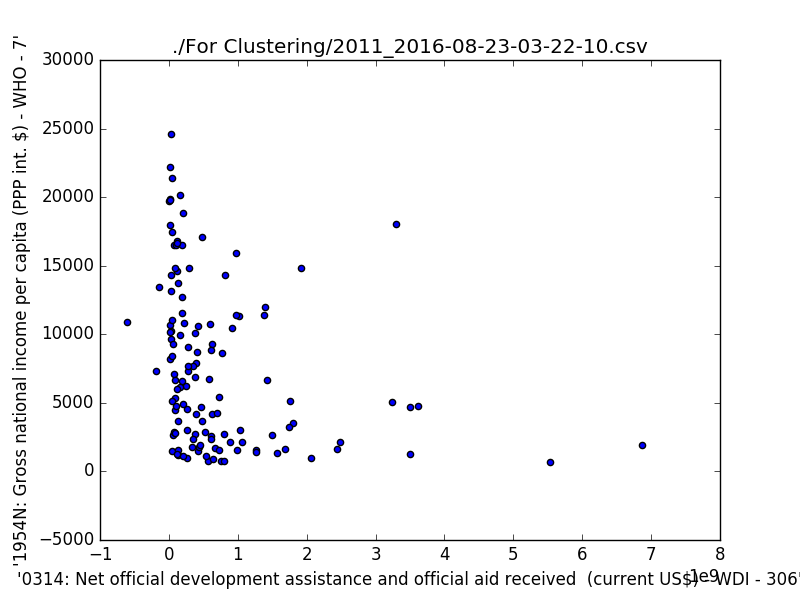 ./For Clustering/2011_2016-08-23-03-22-10.csv
30000
25000
20000
15000
10000
5000
0
−5000
'1954N: Gross national income per capita (PPP int. $) - WHO - 7'
−1 0 1 2 3 4 5 6 7 8
1e9
'0314: Net official development assistance and official aid received (current US$) - WDI - 306'